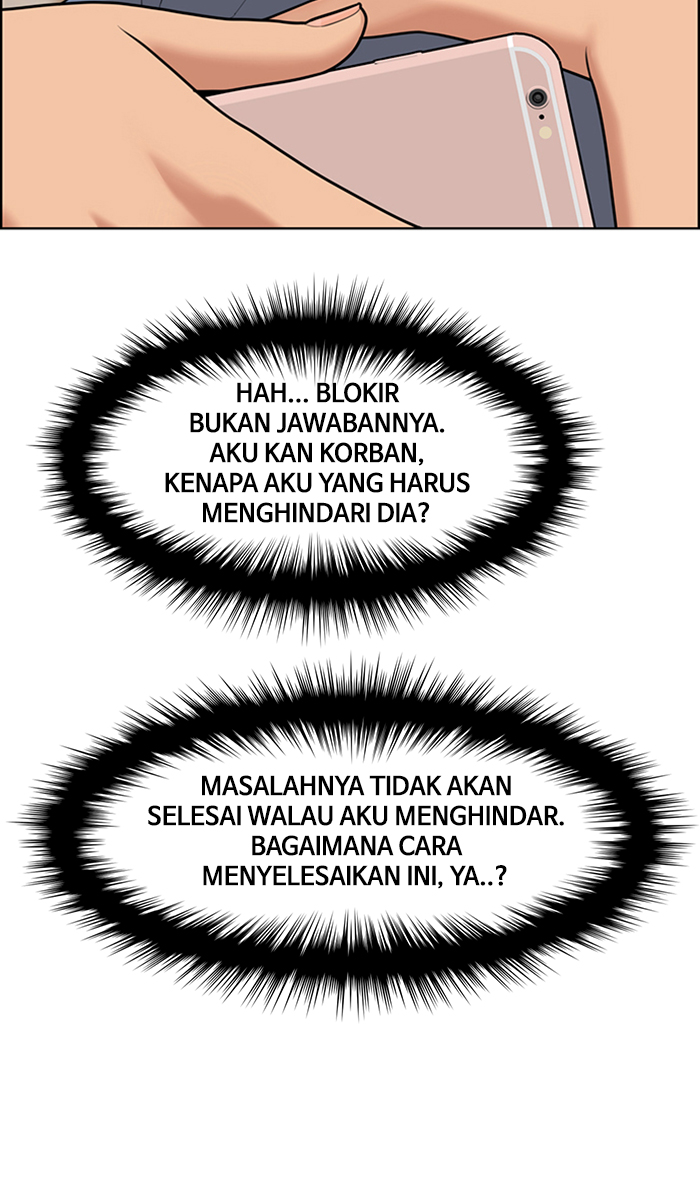 HAH... BLOKIR
BUKAN JAWABANNYA.
AKU KAN KORBAN,
KENAPA AKU YANG HARUS
MENGHINDARI DIA?
MASALAHNYA TIDAK AKAN
SELESAI WALAU AKU MENGHINDAR.
BAGAIMANA CARA
MENYELESAIKAN INI, YA..?